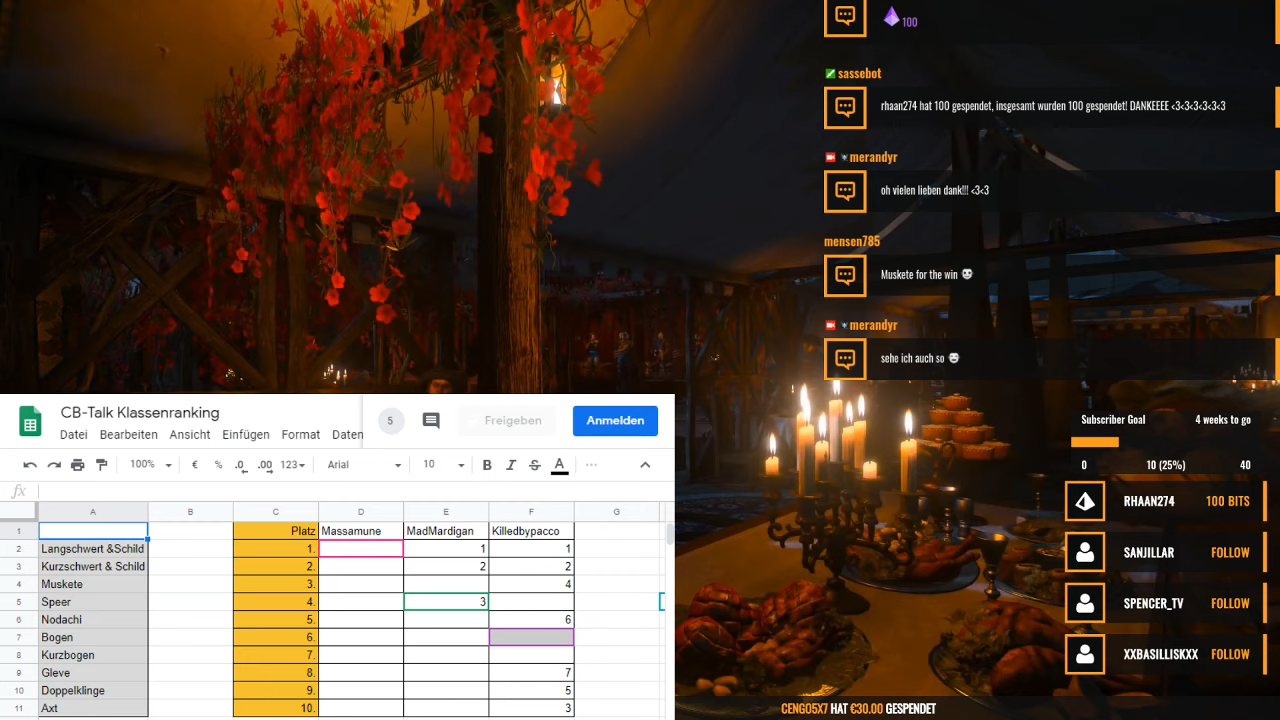 100
sassebot
rhaan274 hat 100 gespendet, insgesamt wurden 100 gespendet! DANKEEEE <3<3<3<3<3<3
merandyr
oh vielen lieben dank!!! <3<3
mensen785
Muskete for the win
merandyr
sehe ich auch so
Subscriber Goal 4 weeks to go
0 10 (25%) 40
RHAAN274 100 BITS
SANJILLAR FOLLOW
SPENCER_TV FOLLOW
XXBASILLISKXX FOLLOW
CENGO5X7 HAT €30.00 GESPENDET
CB-Talk Klassenranking
Datei Bearbeiten Ansicht Einfügen Format Daten
5 Freigeben Anmelden
100% € % .0 .00 123 Arial 10 B I S A
fx
A B C D E F G
1 Platz Massamune MadMardigan Killedbypacco
2 Langschwert &Schild 1. 1 1
3 Kurzschwert & Schild 2. 2 2
4 Muskete 3. 4
5 Speer 4. 3
6 Nodachi 5. 6
7 Bogen 6.
8 Kurzbogen 7.
9 Gleve 8. 7
10 Doppelklinge 9. 5
11 Axt 10. 3